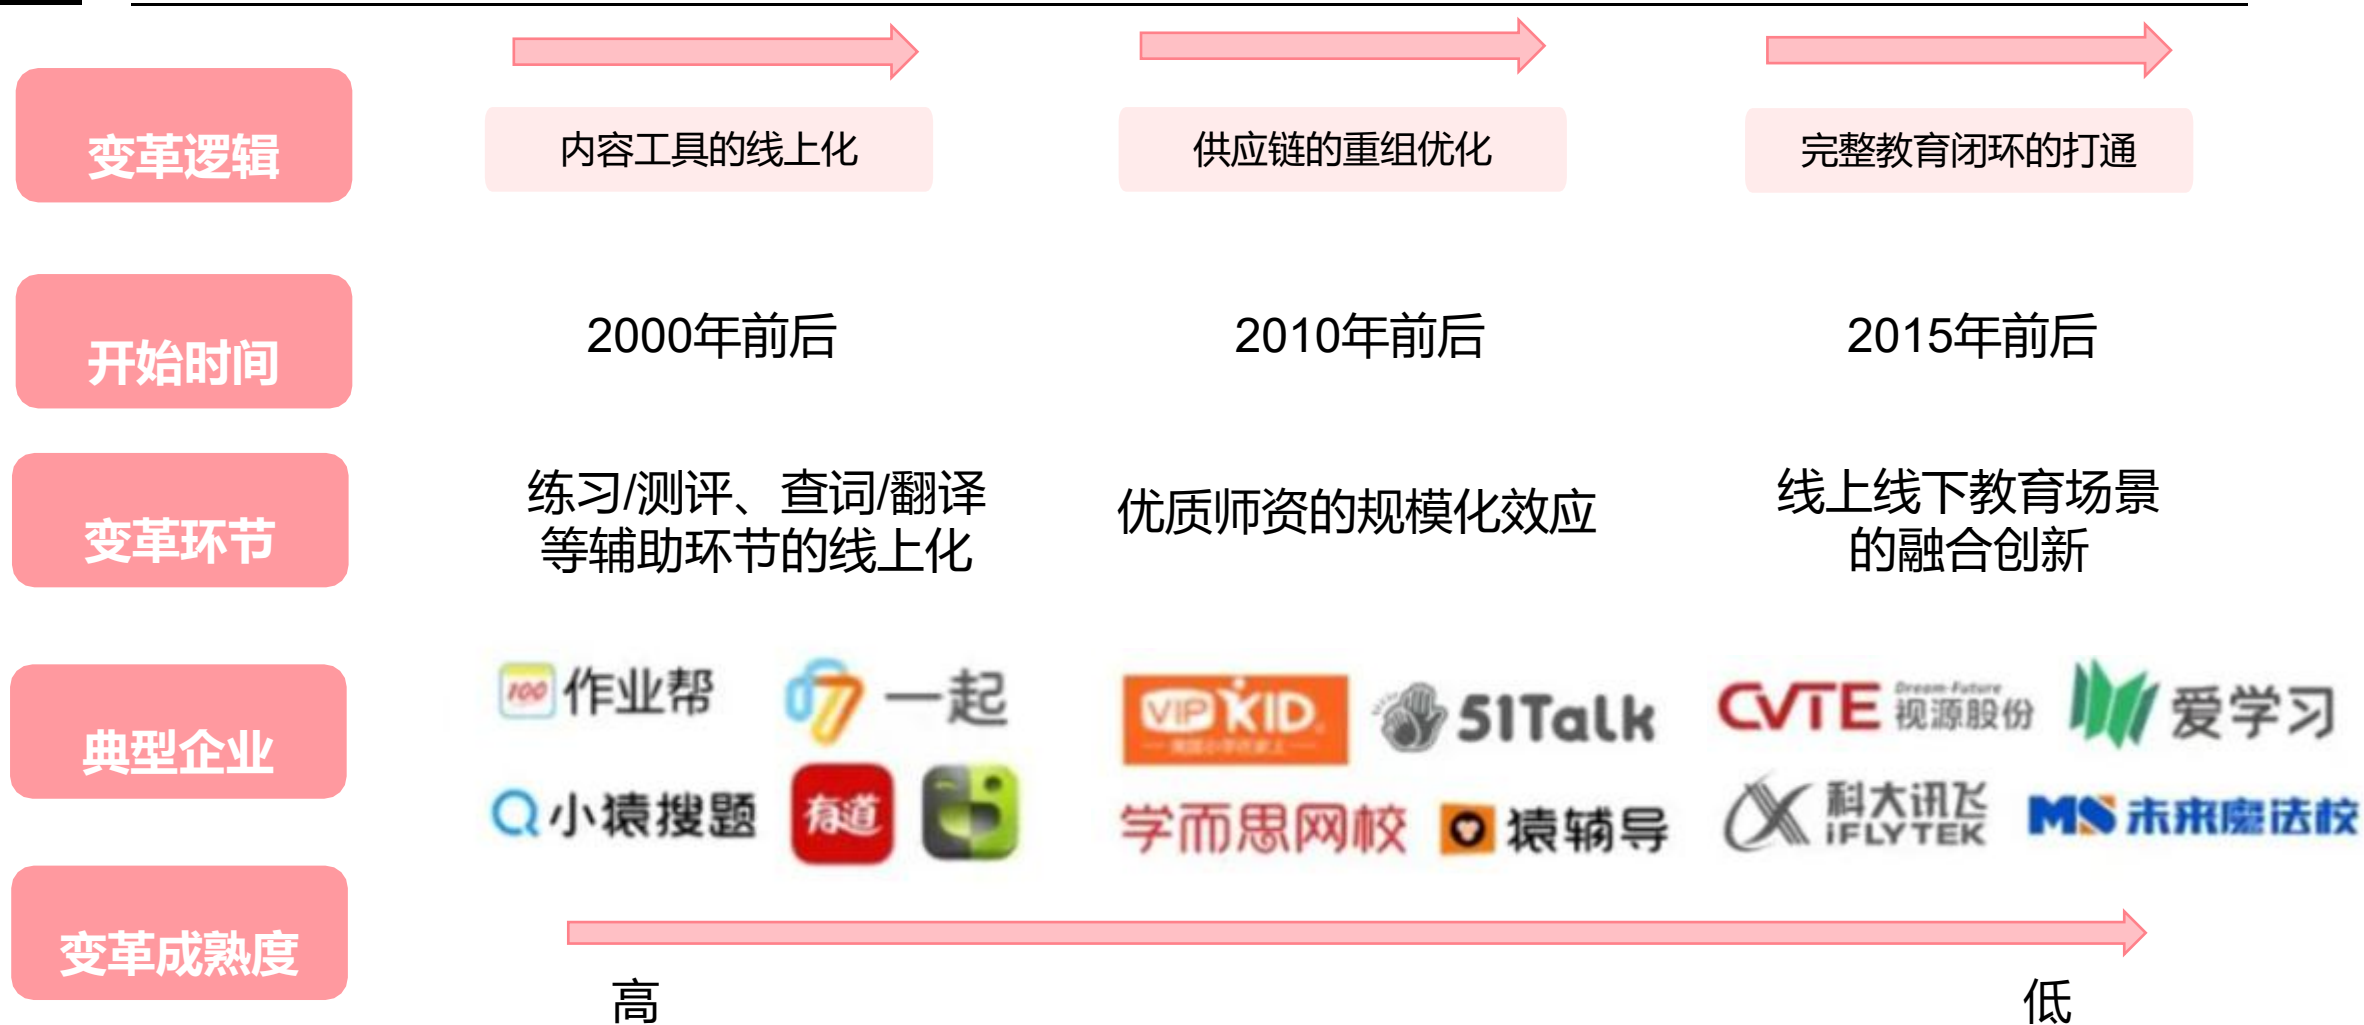 变革逻辑
内容工具的线上化
供应链的重组优化
完整教育闭环的打通
开始时间
2000年前后
2010年前后
2015年前后
变革环节
练习/测评、查词/翻译
等辅助环节的线上化
优质师资的规模化效应
线上线下教育场景
的融合创新
典型企业
100 作业帮
一起
小猿搜题
有道
VIPKID
51Talk
学而思网校
猿辅导
CVTE Dream·Future
视源股份
爱学习
科大讯飞
iFLYTEK
MS 未来魔法校
变革成熟度
高
低